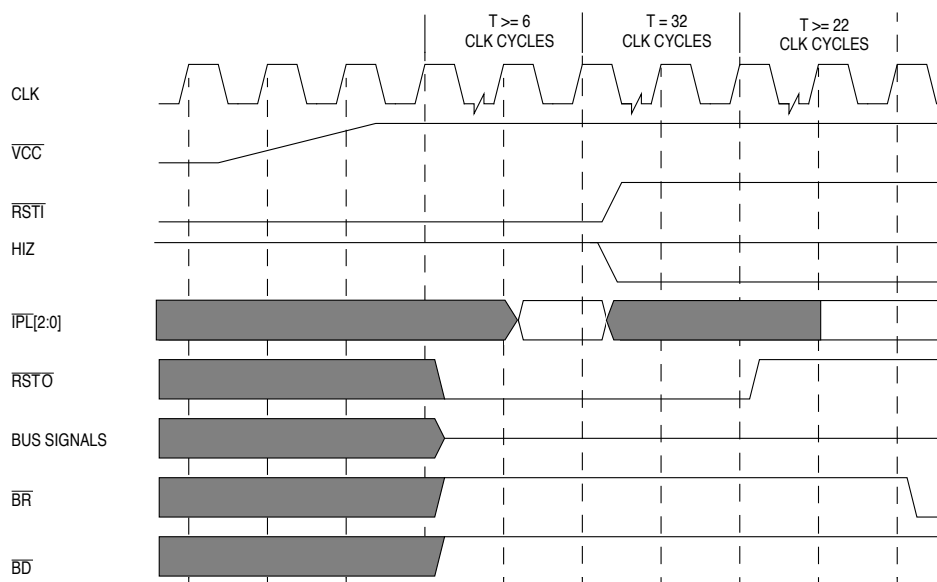 T >= 6
CLK CYCLES
T = 32
CLK CYCLES
T >= 22
CLK CYCLES
CLK
VCC
RSTI
HIZ
IPL[2:0]
RSTO
BUS SIGNALS
BR
BD